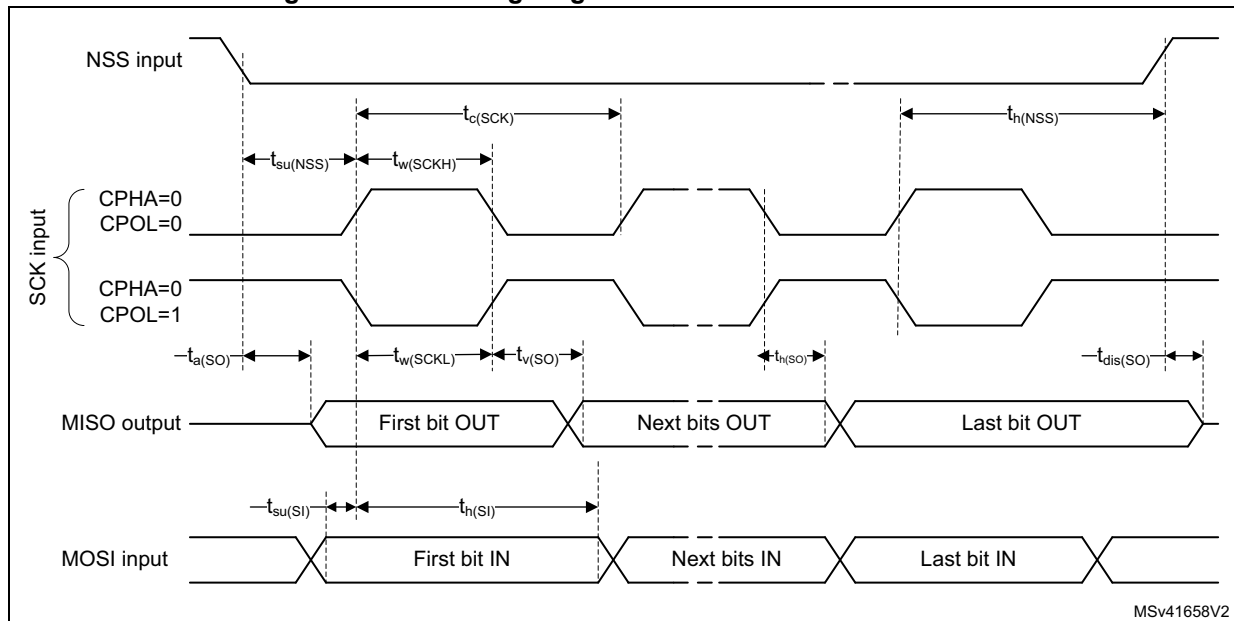 NSS input
tc(SCK)
th(NSS)
tsu(NSS)
tw(SCKH)
SCK input
CPHA=0
CPOL=0
CPHA=0
CPOL=1
ta(SO)
tw(SCKL)
tv(SO)
th(SO)
tdis(SO)
MISO output
First bit OUT
Next bits OUT
Last bit OUT
tsu(SI)
th(SI)
MOSI input
First bit IN
Next bits IN
Last bit IN
MSv41658V2